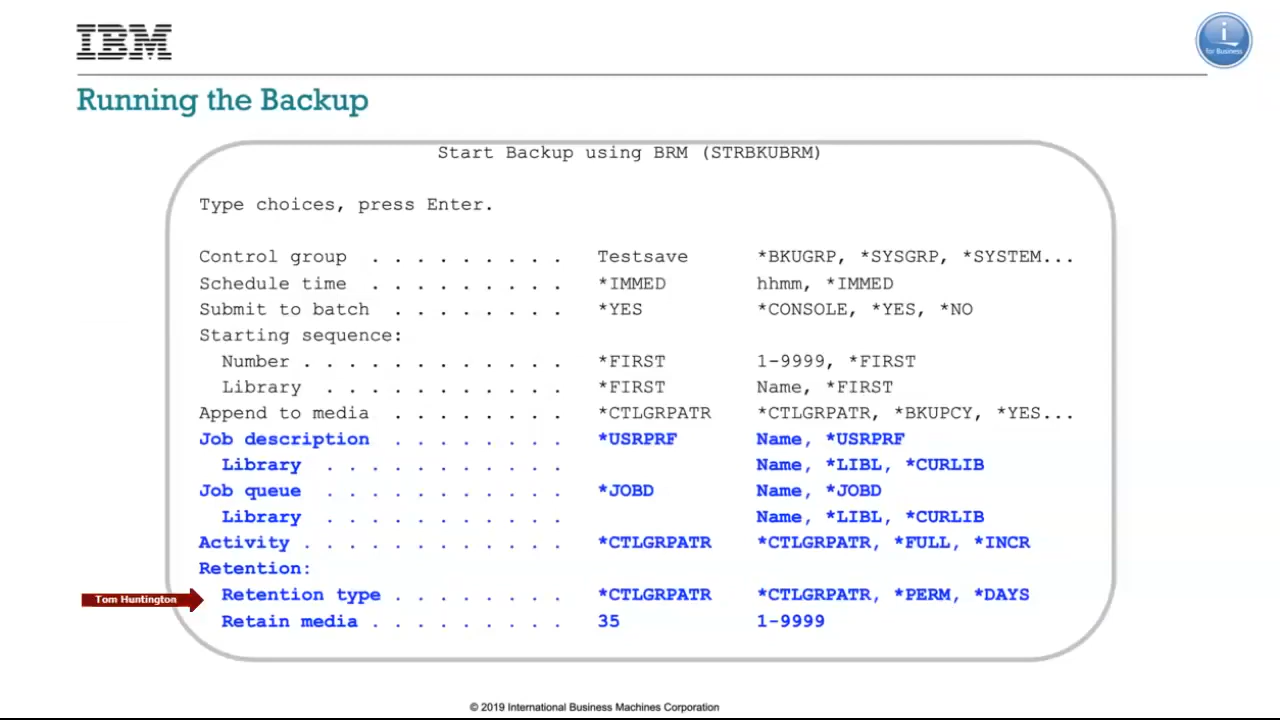 IBM
i
for Business
Running the Backup
Start Backup using BRM (STRBKUBRM)
Type choices, press Enter.
Control group . . . . . . . . . Testsave *BKUGRP, *SYSGRP, *SYSTEM...
Schedule time . . . . . . . . . *IMMED hhmm, *IMMED
Submit to batch . . . . . . . . *YES *CONSOLE, *YES, *NO
Starting sequence:
Number . . . . . . . . . . . . *FIRST 1-9999, *FIRST
Library . . . . . . . . . . . *FIRST Name, *FIRST
Append to media . . . . . . . . *CTLGRPATR *CTLGRPATR, *BKUPCY, *YES...
Job description . . . . . . . . *USRPRF Name, *USRPRF
Library . . . . . . . . . . . Name, *LIBL, *CURLIB
Job queue . . . . . . . . . . . *JOBD Name, *JOBD
Library . . . . . . . . . . . Name, *LIBL, *CURLIB
Activity . . . . . . . . . . . . *CTLGRPATR *CTLGRPATR, *FULL, *INCR
Retention:
Tom Huntington
Retention type . . . . . . . . *CTLGRPATR *CTLGRPATR, *PERM, *DAYS
Retain media . . . . . . . . . 35 1-9999
© 2019 International Business Machines Corporation